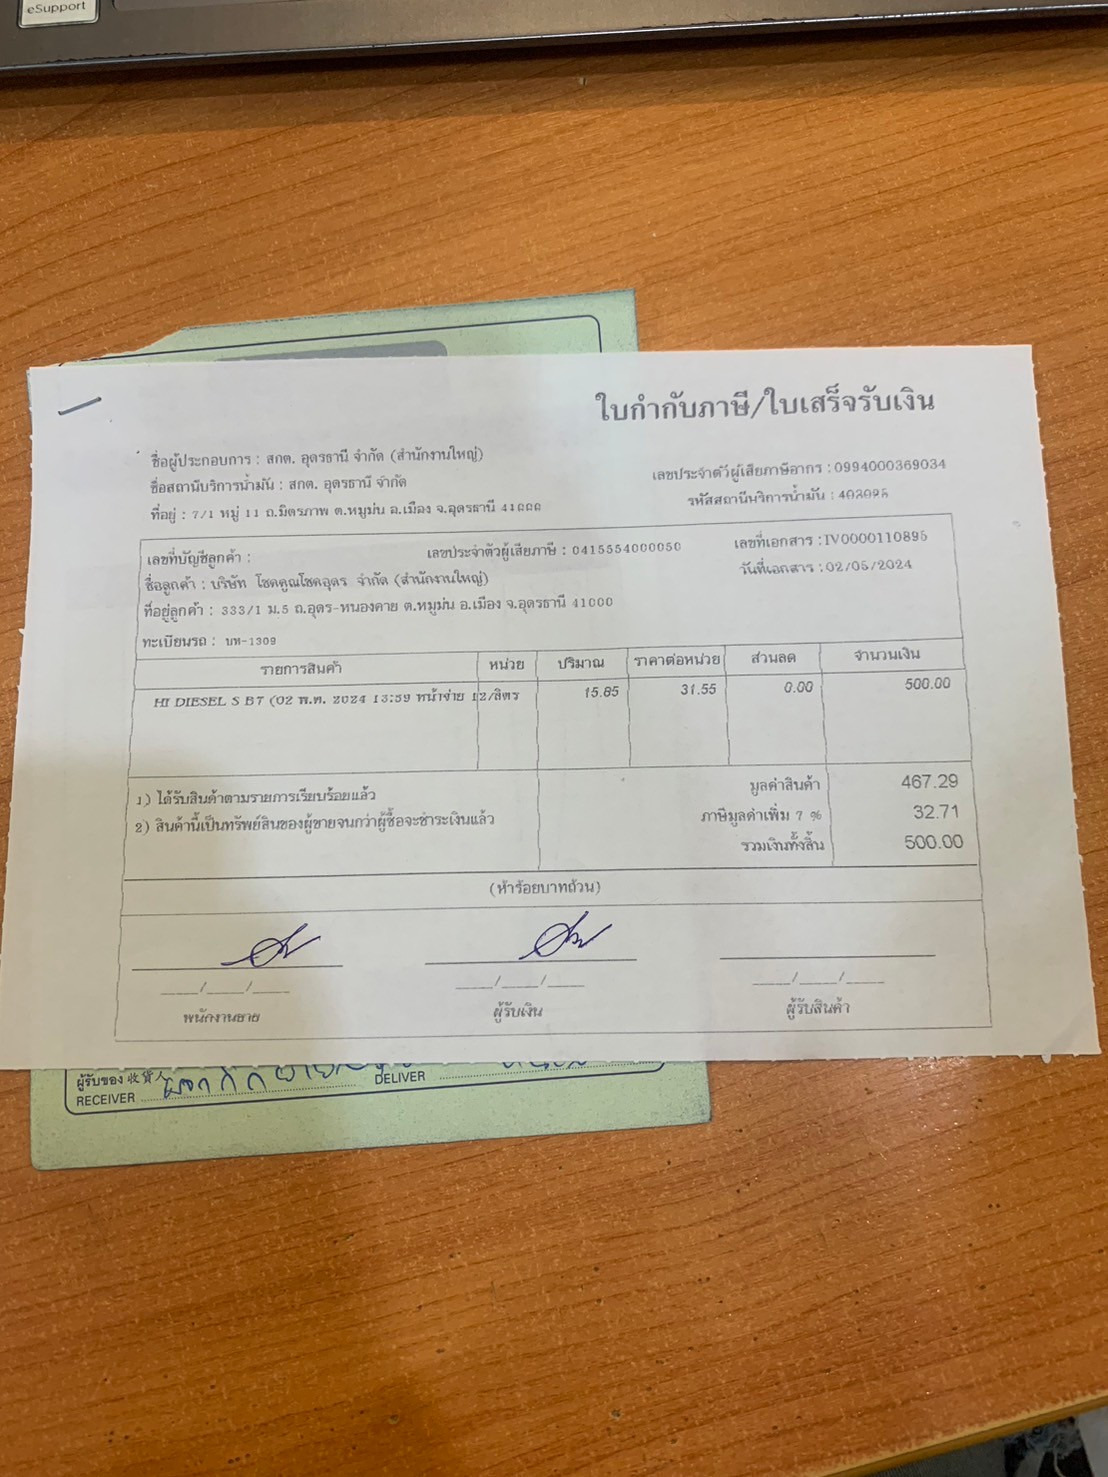 eSupport
ใบกำกับภาษี/ใบเสร็จรับเงิน
ชื่อผู้ประกอบการ : สกต. อุดรธานี จำกัด (สำนักงานใหญ่)
เลขประจำตัวผู้เสียภาษีอากร : 0994000369034
ชื่อสถานีบริการน้ำมัน : สกต. อุดรธานี จำกัด
รหัสสถานีบริการน้ำมัน : 403095
ที่อยู่ : 7/1 หมู่ 11 ถ.มิตรภาพ ต.หมูม่น อ.เมือง จ.อุดรธานี 41000
เลขที่บัญชีลูกค้า : เลขประจำตัวผู้เสียภาษี : 0415554000050 เลขที่เอกสาร : IV0000110895
ชื่อลูกค้า : บริษัท โชคคูณโชคอุดร จำกัด (สำนักงานใหญ่) วันที่เอกสาร : 02/05/2024
ที่อยู่ลูกค้า : 333/1 ม.5 ถ.อุดร-หนองคาย ต.หมูม่น อ.เมือง จ.อุดรธานี 41000
ทะเบียนรถ : บท-1309
รายการสินค้า หน่วย ปริมาณ ราคาต่อหน่วย ส่วนลด จำนวนเงิน
HI DIESEL S B7 (02 พ.ค. 2024 13:59 หน้าจ่าย 12/ลิตร 15.85 31.55 0.00 500.00
1) ได้รับสินค้าตามรายการเรียบร้อยแล้ว มูลค่าสินค้า 467.29
2) สินค้านี้เป็นทรัพย์สินของผู้ขายจนกว่าผู้ซื้อจะชำระเงินแล้ว ภาษีมูลค่าเพิ่ม 7 % 32.71
รวมเงินทั้งสิ้น 500.00
(ห้าร้อยบาทถ้วน)
___/___/___ ___/___/___ ___/___/___
พนักงานขาย ผู้รับเงิน ผู้รับสินค้า
ผู้รับของ 收貨人
RECEIVER DELIVER